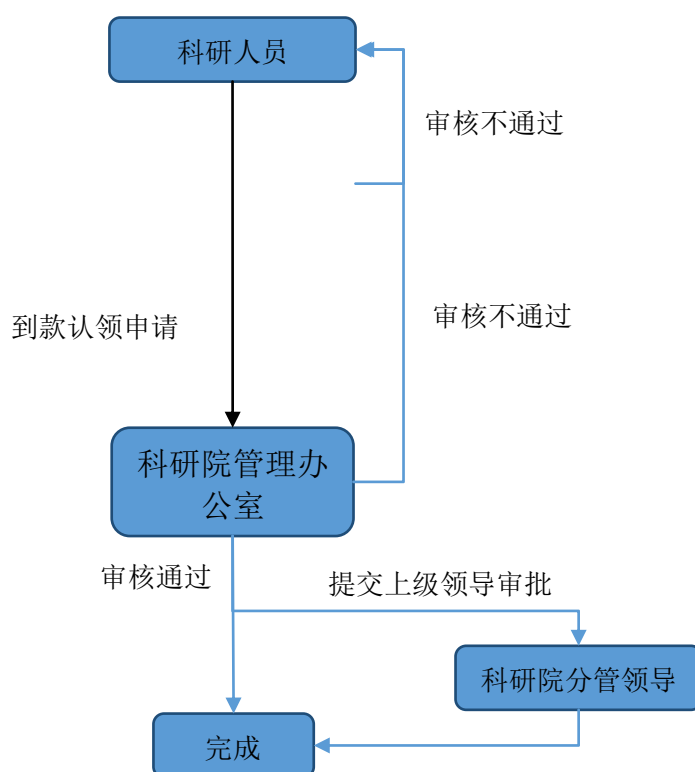 科研人员
审核不通过
审核不通过
到款认领申请
科研院管理办
公室
审核通过
提交上级领导审批
科研院分管领导
完成